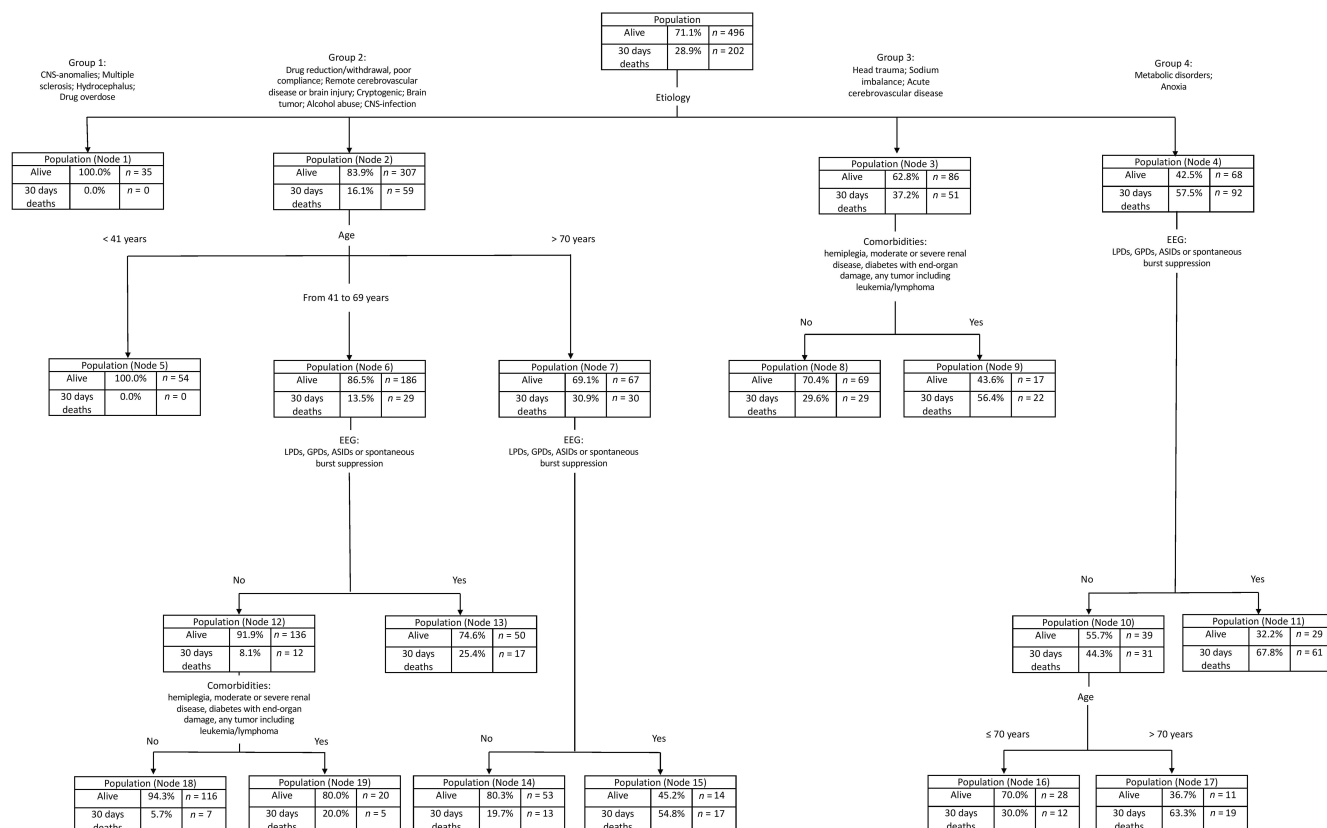 Population
Alive 71.1% n = 496
30 days 28.9% n = 202
deaths
Group 1:
CNS-anomalies; Multiple
sclerosis; Hydrocephalus;
Drug overdose
Group 2:
Drug reduction/withdrawal, poor
compliance; Remote cerebrovascular
disease or brain injury; Cryptogenic; Brain
tumor; Alcohol abuse; CNS-infection
Group 3:
Head trauma; Sodium
imbalance; Acute
cerebrovascular disease
Group 4:
Metabolic disorders;
Anoxia
Etiology
Population (Node 1)
Alive 100.0% n = 35
30 days 0.0% n = 0
deaths
Population (Node 2)
Alive 83.9% n = 307
30 days 16.1% n = 59
deaths
Population (Node 3)
Alive 62.8% n = 86
30 days 37.2% n = 51
deaths
Population (Node 4)
Alive 42.5% n = 68
30 days 57.5% n = 92
deaths
< 41 years
Age
> 70 years
From 41 to 69 years
Comorbidities:
hemiplegia, moderate or severe renal
disease, diabetes with end-organ
damage, any tumor including
leukemia/lymphoma
EEG:
LPDs, GPDs, ASIDs or spontaneous
burst suppression
No
Yes
Population (Node 5)
Alive 100.0% n = 54
30 days 0.0% n = 0
deaths
Population (Node 6)
Alive 86.5% n = 186
30 days 13.5% n = 29
deaths
Population (Node 7)
Alive 69.1% n = 67
30 days 30.9% n = 30
deaths
Population (Node 8)
Alive 70.4% n = 69
30 days 29.6% n = 29
deaths
Population (Node 9)
Alive 43.6% n = 17
30 days 56.4% n = 22
deaths
EEG:
LPDs, GPDs, ASIDs or spontaneous
burst suppression
EEG:
LPDs, GPDs, ASIDs or spontaneous
burst suppression
No
Yes
No
Yes
Population (Node 12)
Alive 91.9% n = 136
30 days 8.1% n = 12
deaths
Population (Node 13)
Alive 74.6% n = 50
30 days 25.4% n = 17
deaths
Population (Node 10)
Alive 55.7% n = 39
30 days 44.3% n = 31
deaths
Population (Node 11)
Alive 32.2% n = 29
30 days 67.8% n = 61
deaths
Comorbidities:
hemiplegia, moderate or severe renal
disease, diabetes with end-organ
damage, any tumor including
leukemia/lymphoma
Age
No
Yes
No
Yes
≤ 70 years
> 70 years
Population (Node 18)
Alive 94.3% n = 116
30 days 5.7% n = 7
deaths
Population (Node 19)
Alive 80.0% n = 20
30 days 20.0% n = 5
deaths
Population (Node 14)
Alive 80.3% n = 53
30 days 19.7% n = 13
deaths
Population (Node 15)
Alive 45.2% n = 14
30 days 54.8% n = 17
deaths
Population (Node 16)
Alive 70.0% n = 28
30 days 30.0% n = 12
deaths
Population (Node 17)
Alive 36.7% n = 11
30 days 63.3% n = 19
deaths